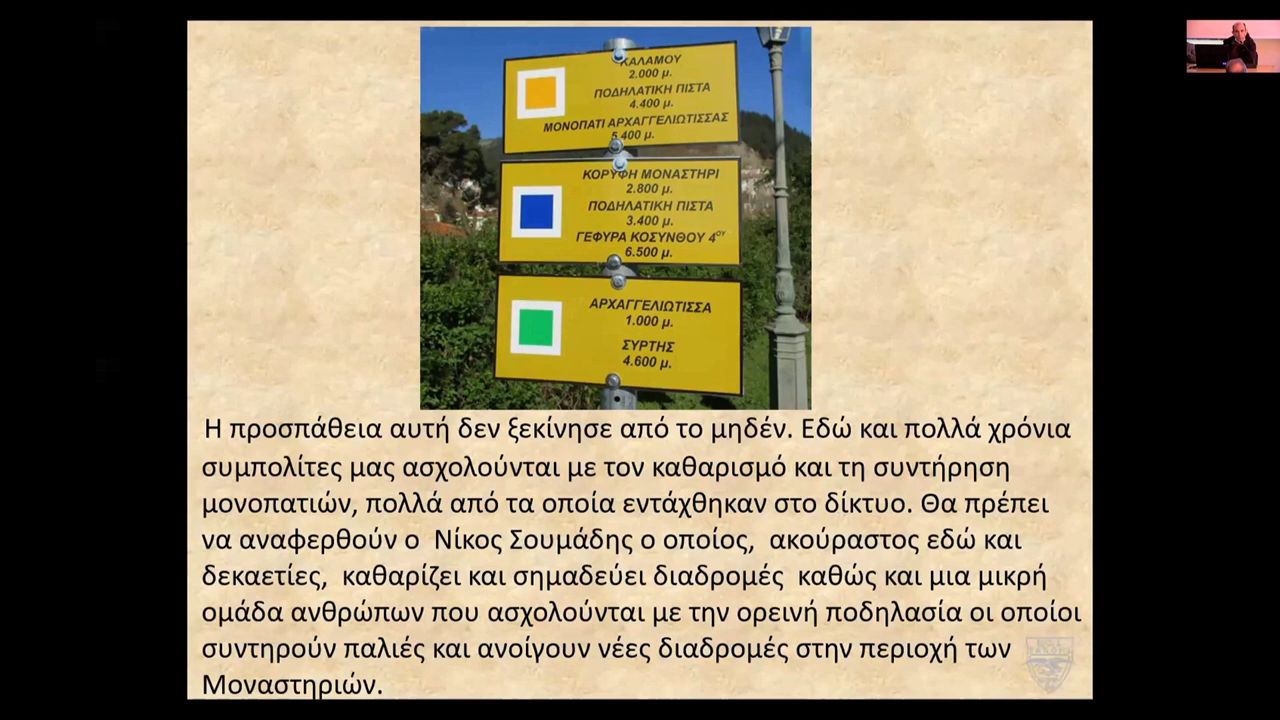 ΚΑΛΑΜΟΥ
2.000 μ.
ΠΟΔΗΛΑΤΙΚΗ ΠΙΣΤΑ
4.400 μ.
ΜΟΝΟΠΑΤΙ ΑΡΧΑΓΓΕΛΙΩΤΙΣΣΑΣ
5.400 μ.
ΚΟΡΥΦΗ ΜΟΝΑΣΤΗΡΙ
2.800 μ.
ΠΟΔΗΛΑΤΙΚΗ ΠΙΣΤΑ
3.400 μ.
ΓΕΦΥΡΑ ΚΟΣΥΝΘΟΥ 4ΟΥ
6.500 μ.
ΑΡΧΑΓΓΕΛΙΩΤΙΣΣΑ
1.000 μ.
ΣΥΡΤΗΣ
4.600 μ.
Η προσπάθεια αυτή δεν ξεκίνησε από το μηδέν. Εδώ και πολλά χρόνια
συμπολίτες μας ασχολούνται με τον καθαρισμό και τη συντήρηση
μονοπατιών, πολλά από τα οποία εντάχθηκαν στο δίκτυο. Θα πρέπει
να αναφερθούν ο Νίκος Σουμάδης ο οποίος, ακούραστος εδώ και
δεκαετίες, καθαρίζει και σημαδεύει διαδρομές καθώς και μια μικρή
ομάδα ανθρώπων που ασχολούνται με την ορεινή ποδηλασία οι οποίοι
συντηρούν παλιές και ανοίγουν νέες διαδρομές στην περιοχή των
Μοναστηριών.